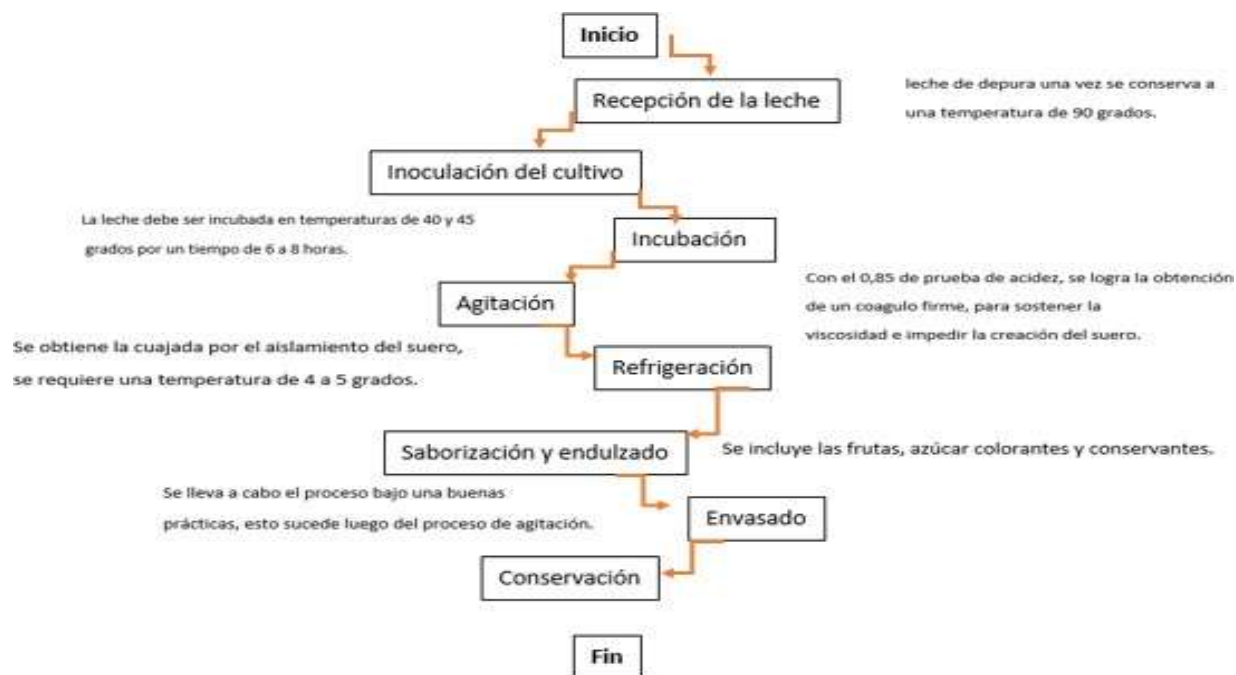 Inicio
Recepción de la leche
leche de depura una vez se conserva a
una temperatura de 90 grados.
Inoculación del cultivo
La leche debe ser incubada en temperaturas de 40 y 45
grados por un tiempo de 6 a 8 horas.
Incubación
Con el 0,85 de prueba de acidez, se logra la obtención
de un coagulo firme, para sostener la
viscosidad e impedir la creación del suero.
Agitación
Se obtiene la cuajada por el aislamiento del suero,
se requiere una temperatura de 4 a 5 grados.
Refrigeración
Saborización y endulzado
Se incluye las frutas, azúcar colorantes y conservantes.
Se lleva a cabo el proceso bajo una buenas
prácticas, esto sucede luego del proceso de agitación.
Envasado
Conservación
Fin